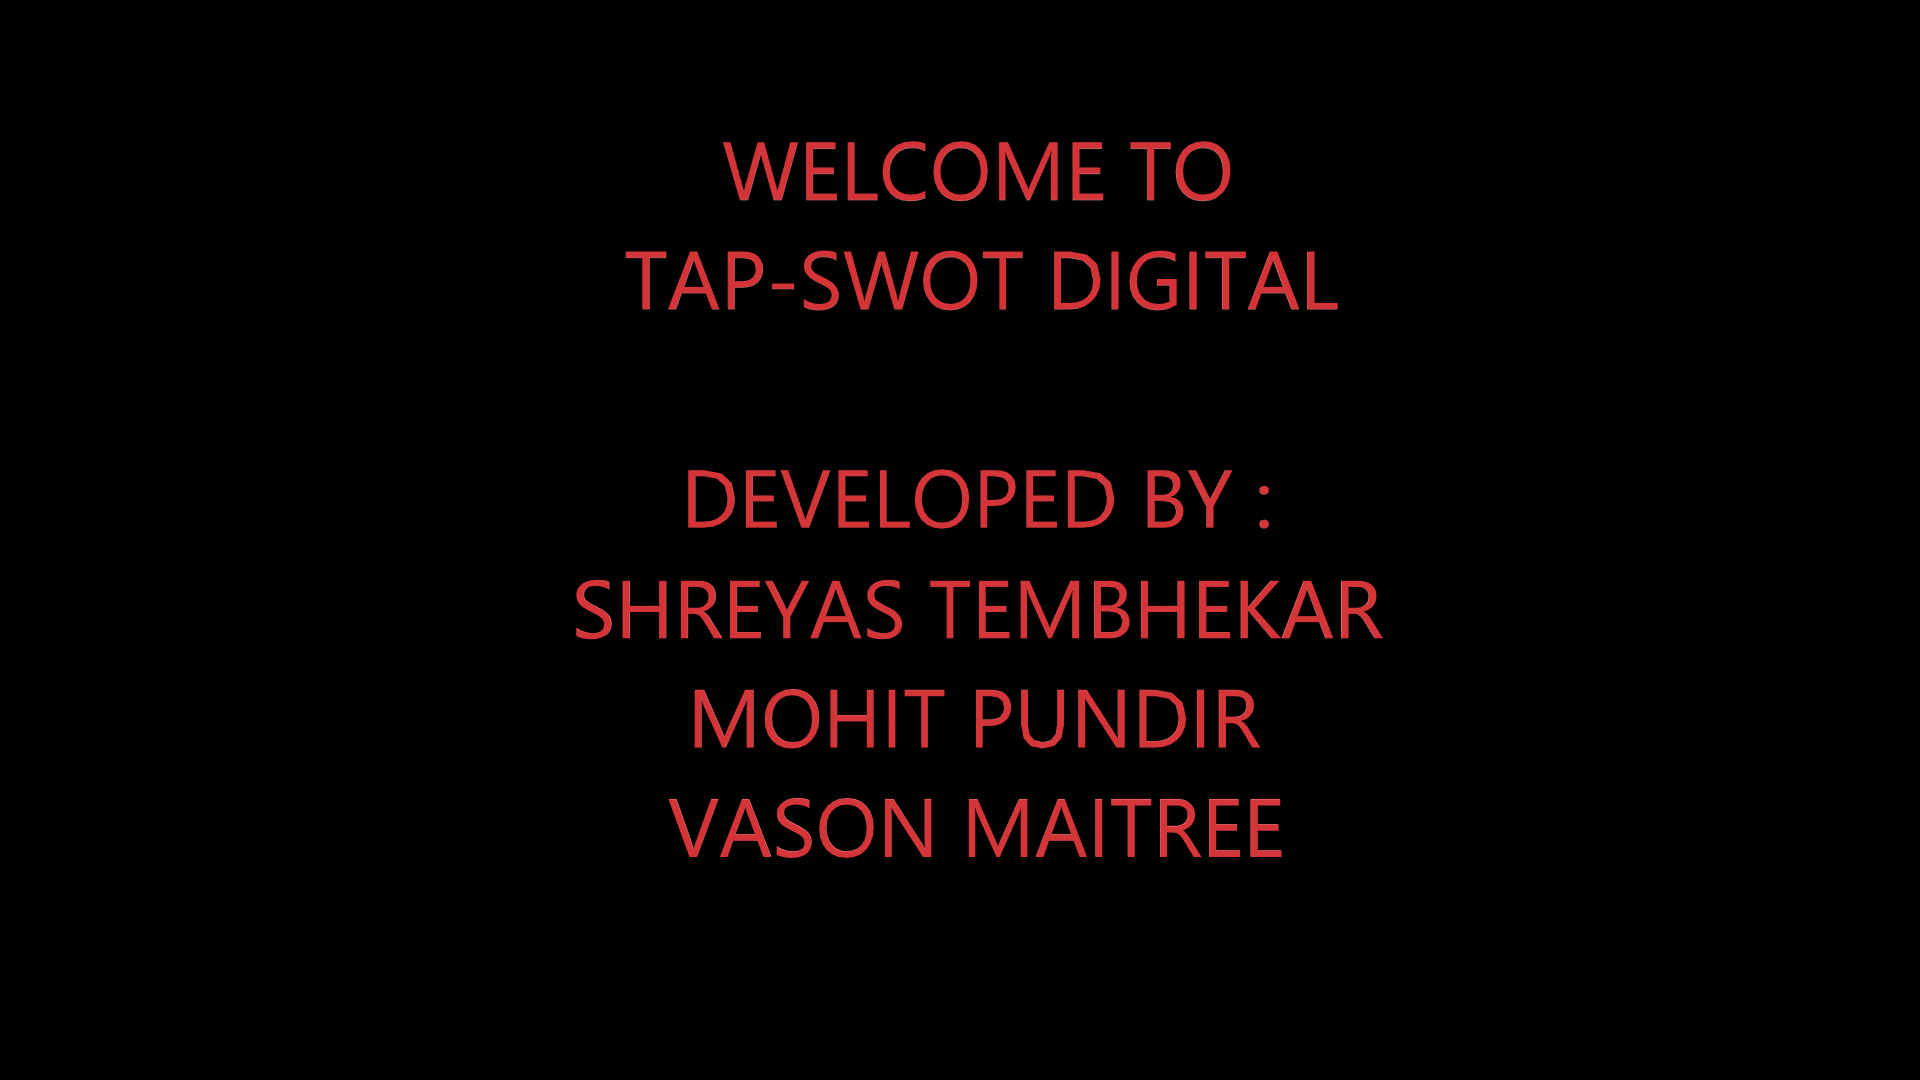 WELCOME TO
TAP-SWOT DIGITAL
DEVELOPED BY :
SHREYAS TEMBHEKAR
MOHIT PUNDIR
VASON MAITREE